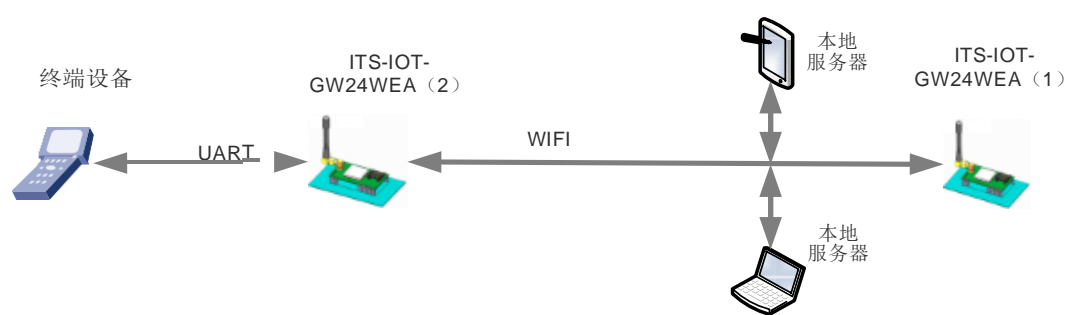 终端设备
ITS-IOT-
GW24WEA（2）
UART
WIFI
本地
服务器
ITS-IOT-
GW24WEA（1）
本地
服务器